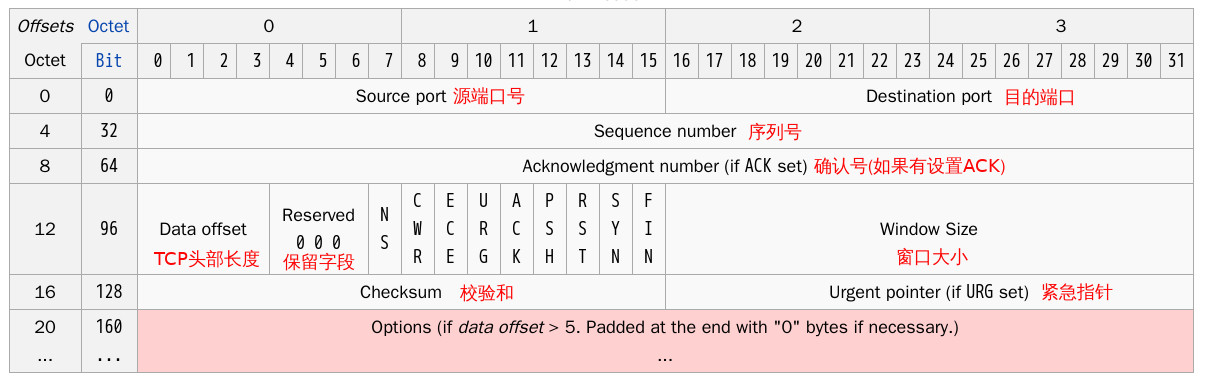 Offsets Octet 0 1 2 3
Octet Bit 0 1 2 3 4 5 6 7 8 9 10 11 12 13 14 15 16 17 18 19 20 21 22 23 24 25 26 27 28 29 30 31
0 0 Source port 源端口号 Destination port 目的端口
4 32 Sequence number 序列号
8 64 Acknowledgment number (if ACK set) 确认号(如果有设置ACK)
12 96 Data offset TCP头部长度 Reserved 0 0 0 保留字段 NS CWR ECE URG ACK PSH RST SYN FIN Window Size 窗口大小
16 128 Checksum 校验和 Urgent pointer (if URG set) 紧急指针
20 160 Options (if data offset > 5. Padded at the end with "0" bytes if necessary.)
... ... ...